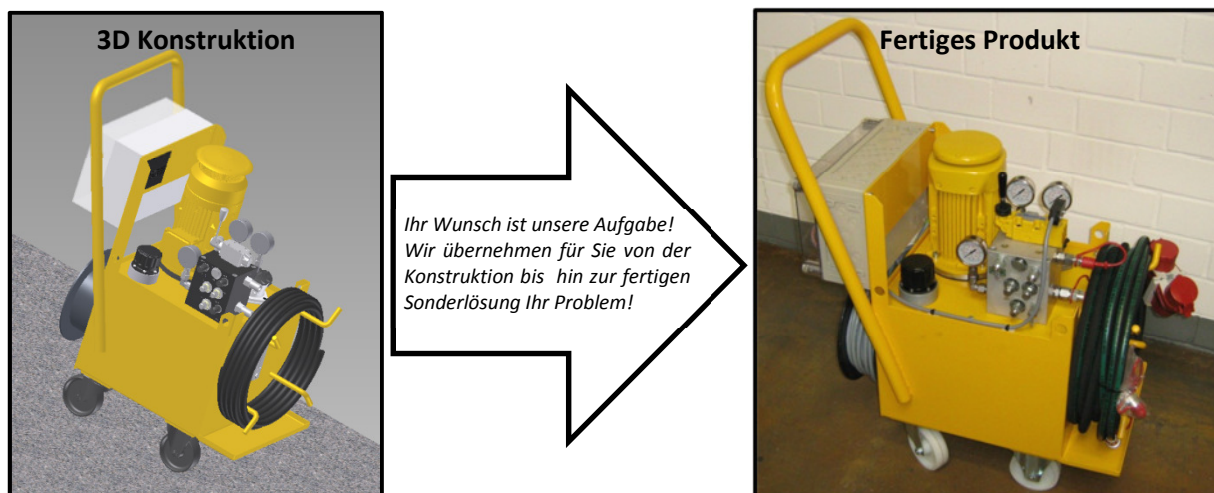 3D Konstruktion
Fertiges Produkt
Ihr Wunsch ist unsere Aufgabe!
Wir übernehmen für Sie von der
Konstruktion bis hin zur fertigen
Sonderlösung Ihr Problem!